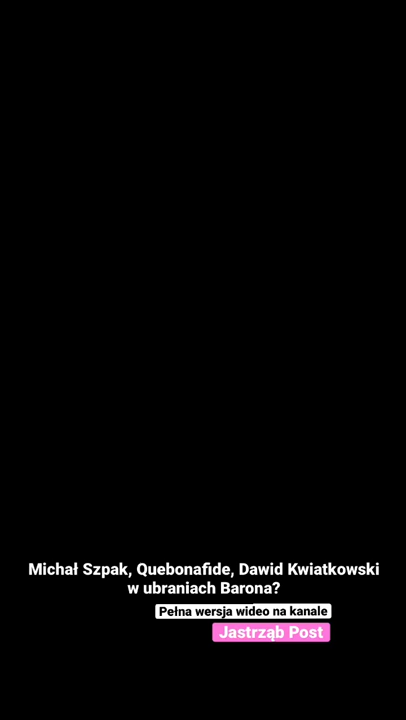 Michał Szpak, Quebonafide, Dawid Kwiatkowski
w ubraniach Barona?
Pełna wersja wideo na kanale
Jastrząb Post